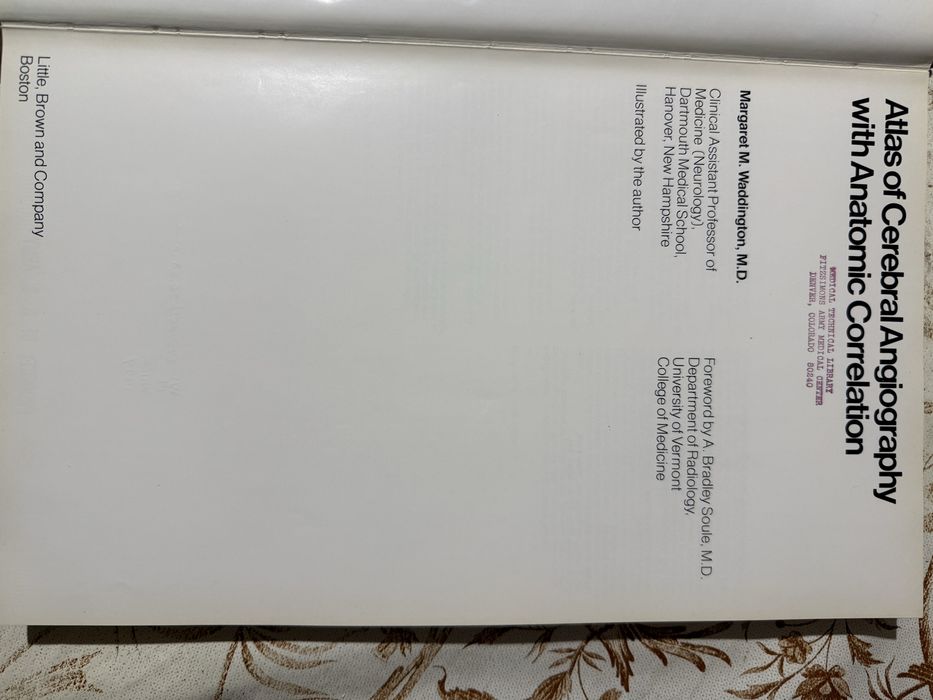 Atlas of Cerebral Angiography
with Anatomic Correlation
MEDICAL TECHNICAL LIBRARY
FITZSIMONS ARMY MEDICAL CENTER
DENVER, COLORADO 80240
Margaret M. Waddington, M.D.
Clinical Assistant Professor of
Medicine (Neurology),
Dartmouth Medical School,
Hanover, New Hampshire
Illustrated by the author
Foreword by A. Bradley Soule, M.D.
Department of Radiology,
University of Vermont
College of Medicine
Little, Brown and Company
Boston